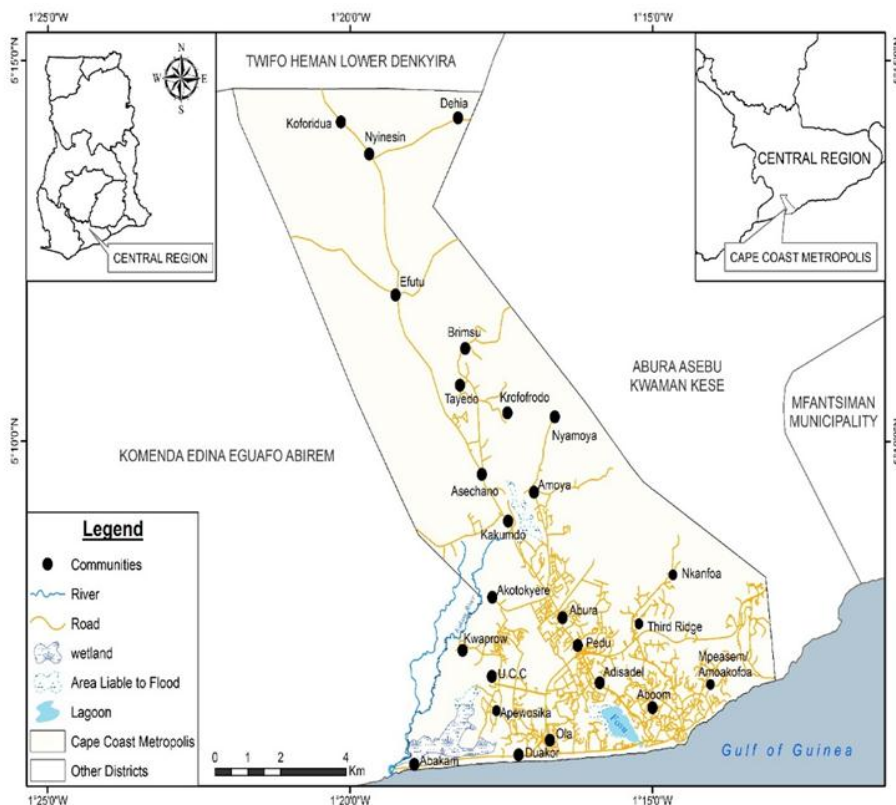 1°25'0"W
1°20'0"W
1°15'0"W
5°15'0"N
TWIFO HEMAN LOWER DENKYIRA
N
W
E
S
CENTRAL REGION
CENTRAL REGION
CAPE COAST METROPOLIS
Dehia
Koforidua
Nyinesin
Efutu
Brimsu
Tayedo
Krofofrodo
Nyamoya
ABURA ASEBU
KWAMAN KESE
MFANTSIMAN
MUNICIPALITY
5°10'0"N
KOMENDA EDINA EGUAFO ABIREM
Asechano
Amoya
Kakumdo
Nkanfoa
Akotokyere
Abura
Third Ridge
Kwaprow
Pedu
Mpeasem/
Amoakofoa
U.C.C
Adisadel
Aboom
Apewosika
Ola
Fosu
Duakor
Abakam
Gulf of Guinea
Legend
Communities
River
Road
wetland
Area Liable to Flood
Lagoon
Cape Coast Metropolis
Other Districts
0 1 2 4
Km
1°25'0"W
1°20'0"W
1°15'0"W